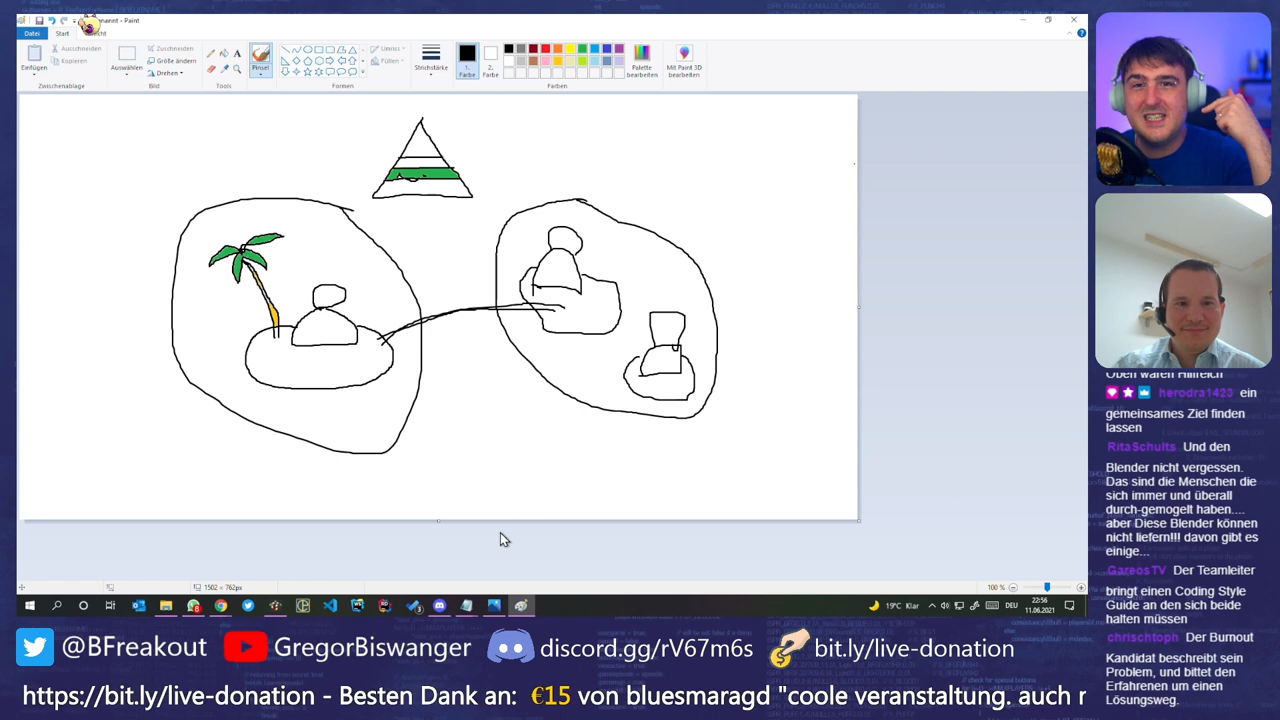 nannt - Paint
Datei
Start
Einfügen
Ausschneiden
Kopieren
Zwischenablage
Auswählen
Zuschneiden
Größe ändern
Drehen
Bild
Tools
Pinsel
Formen
Umriss
Füllen
Strichstärke
1.
Farbe
2.
Farbe
Farben
Palette
bearbeiten
Mit Paint 3D
bearbeiten
1502 × 762px
100 %
19°C Klar
DEU
22:56
11.06.2021
Oben waren Hilfreich
herodra1423 ein
gemeinsames Ziel finden
lassen
RitaSchults Und den
Blender nicht vergessen.
Das sind die Menschen die
sich immer und überall
durch-gemogelt haben....
aber Diese Blender können
nicht liefern!!! davon gibt es
einige...
GareosTV Der Teamleiter
bringt einen Coding Style
Guide an den sich beide
halten müssen
chrischtoph Der Burnout
Kandidat beschreibt sein
Problem, und bittet den
Erfahrenen um einen
Lösungsweg.
@BFreakout
GregorBiswanger
discord.gg/rV67m6s
bit.ly/live-donation
https://bit.ly/live-donation - Besten Dank an: €15 von bluesmaragd "coole veranstaltung. auch